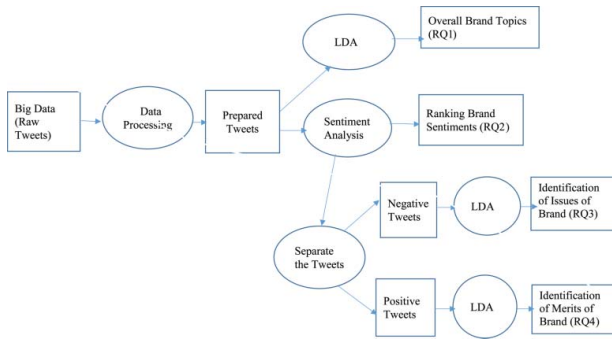 Overall Brand Topics
(RQ1)
LDA
Big Data
(Raw
Tweets)
Data
Processing
Prepared
Tweets
Sentiment
Analysis
Ranking Brand
Sentiments (RQ2)
Negative
Tweets
LDA
Identification
of Issues of
Brand (RQ3)
Separate
the Tweets
Positive
Tweets
LDA
Identification
of Merits of
Brand (RQ4)